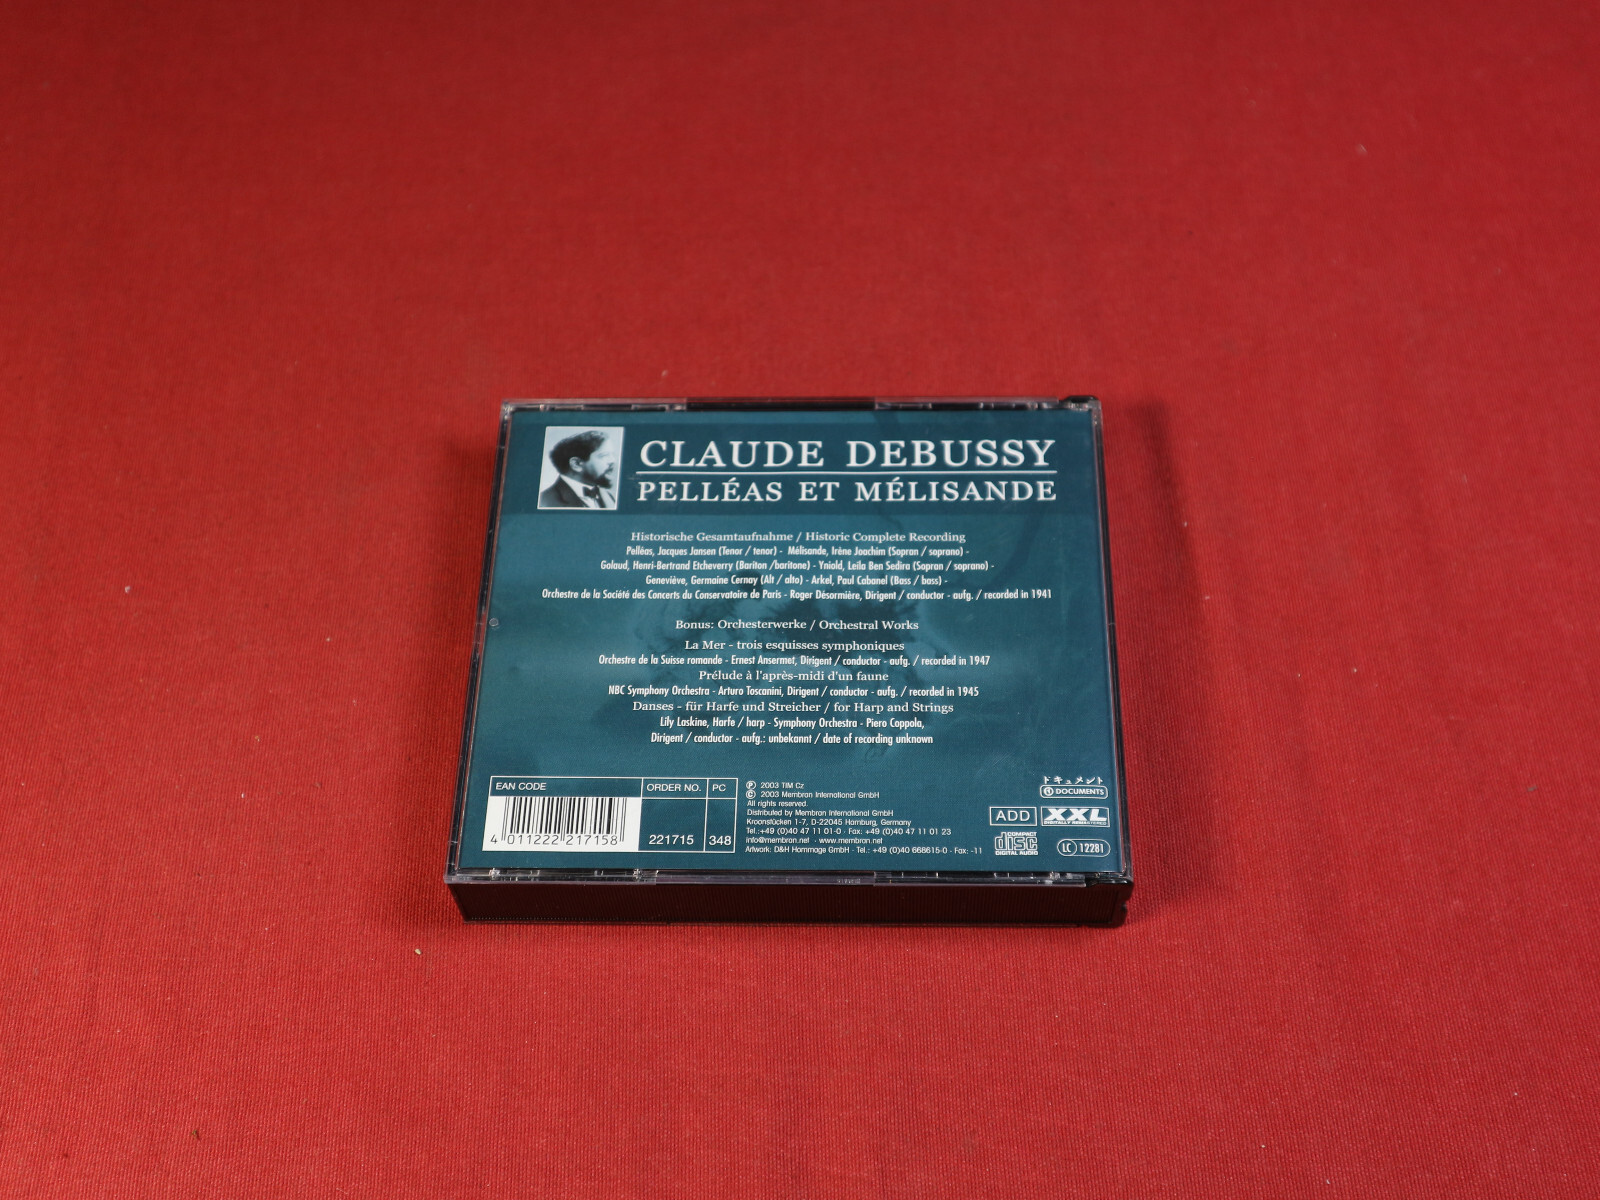 CLAUDE DEBUSSY
PELLÉAS ET MÉLISANDE
Historische Gesamtaufnahme / Historic Complete Recording
Pelléas, Jacques Jansen (Tenor / tenor) - Mélisande, Irène Joachim (Sopran / soprano) -
Golaud, Henri-Bertrand Etcheverry (Bariton /baritone) - Yniold, Leila Ben Sedira (Sopran / soprano) -
Geneviève, Germaine Cernay (Alt / alto) - Arkel, Paul Cabanel (Bass / bass) -
Orchestre de la Société des Concerts du Conservatoire de Paris - Roger Désormière, Dirigent / conductor - aufg. / recorded in 1941
Bonus: Orchesterwerke / Orchestral Works
La Mer - trois esquisses symphoniques
Orchestre de la Suisse romande - Ernest Ansermet, Dirigent / conductor - aufg. / recorded in 1947
Prélude à l'après-midi d'un faune
NBC Symphony Orchestra - Arturo Toscanini, Dirigent / conductor - aufg. / recorded in 1945
Danses - für Harfe und Streicher / for Harp and Strings
Lily Laskine, Harfe / harp - Symphony Orchestra - Piero Coppola,
Dirigent / conductor - aufg.: unbekannt / date of recording unknown
EAN CODE
4 011222 217158
ORDER NO.
221715
PC
348
Ⓟ 2003 TIM Cz
© 2003 Membran International GmbH
All rights reserved.
Distributed by Membran International GmbH
Kroonstücken 1-7, D-22045 Hamburg, Germany
Tel.:+49 (0)40 47 11 01-0 · Fax: +49 (0)40 47 11 01 23
info@membran.net · www.membran.net
Artwork: D&H Hommage GmbH · Tel.: +49 (0)40 668615-0 · Fax: -11
ドキュメント
DOCUMENTS
ADD
XXL
DIGITALLY REMASTERED
COMPACT
disc
DIGITAL AUDIO
LC 12281